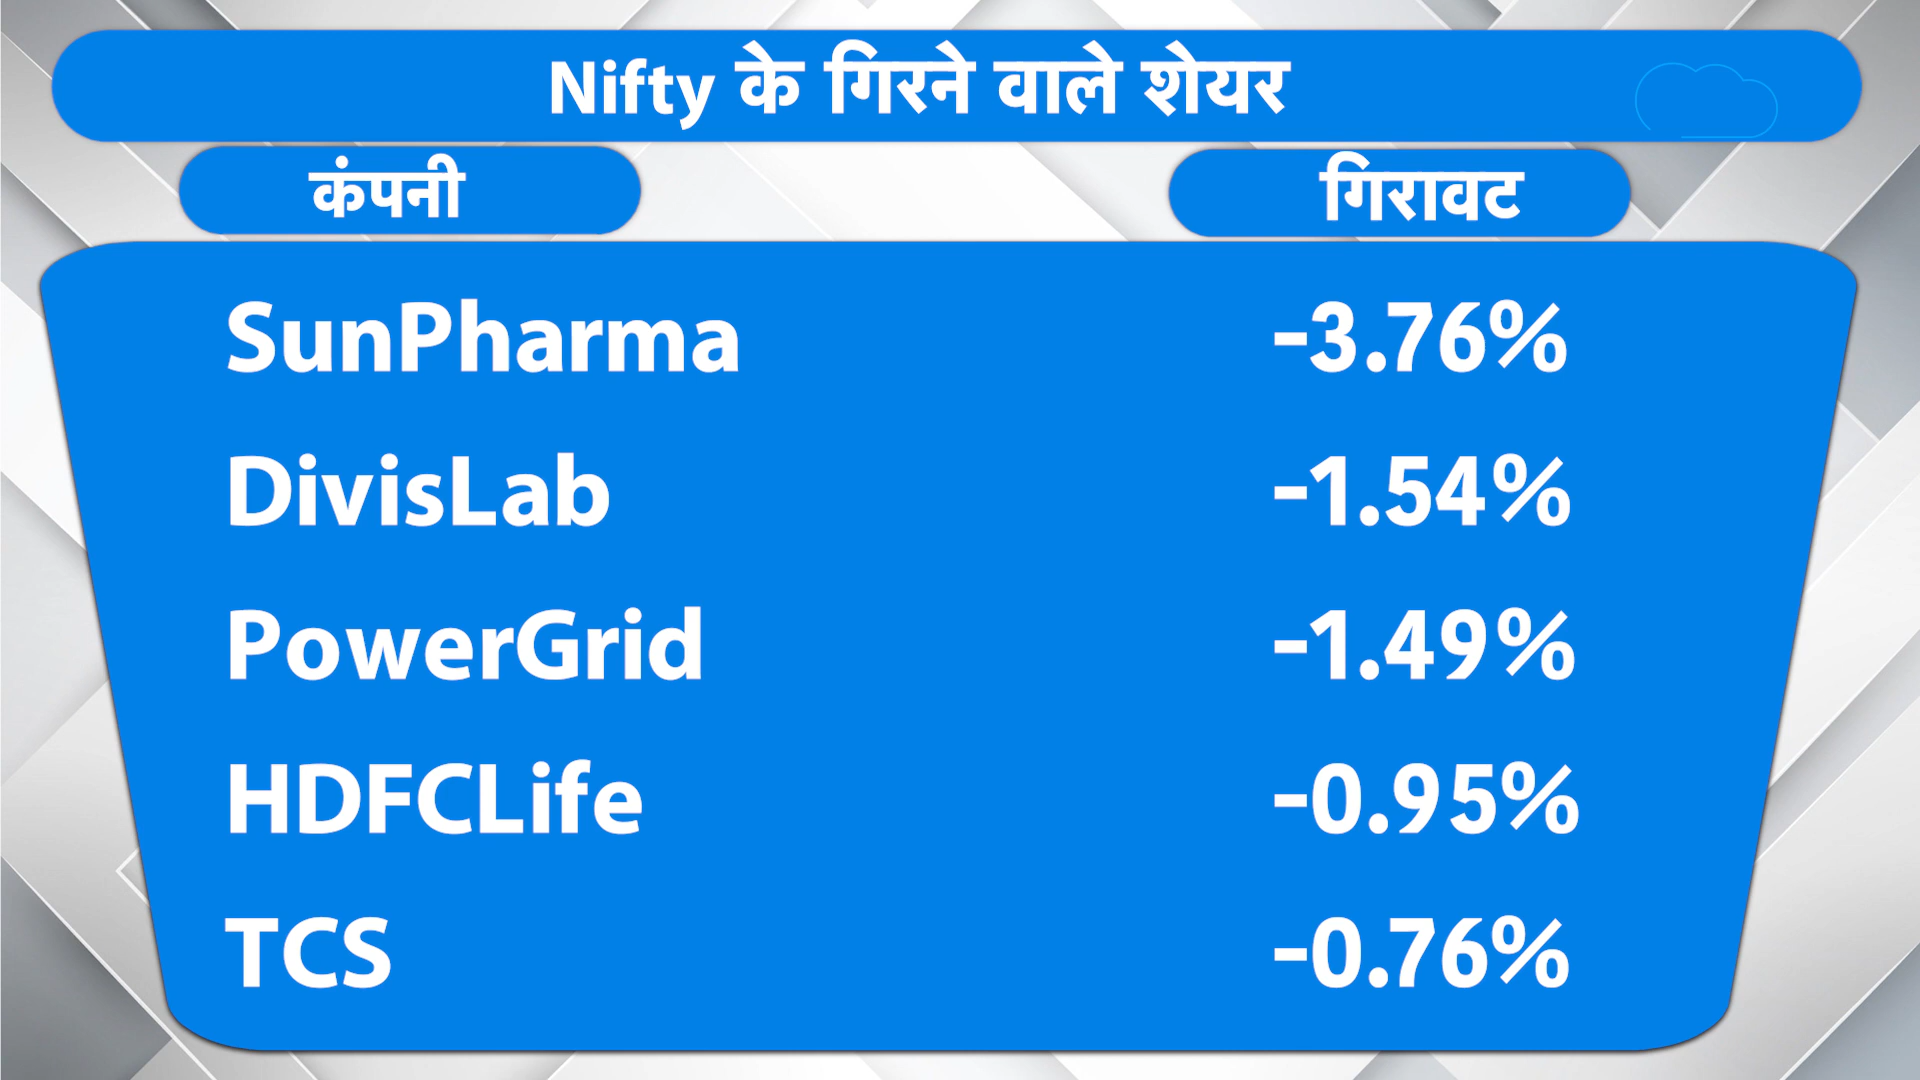 Nifty के गिरने वाले शेयर
कंपनी गिरावट
SunPharma -3.76%
DivisLab -1.54%
PowerGrid -1.49%
HDFCLife -0.95%
TCS -0.76%